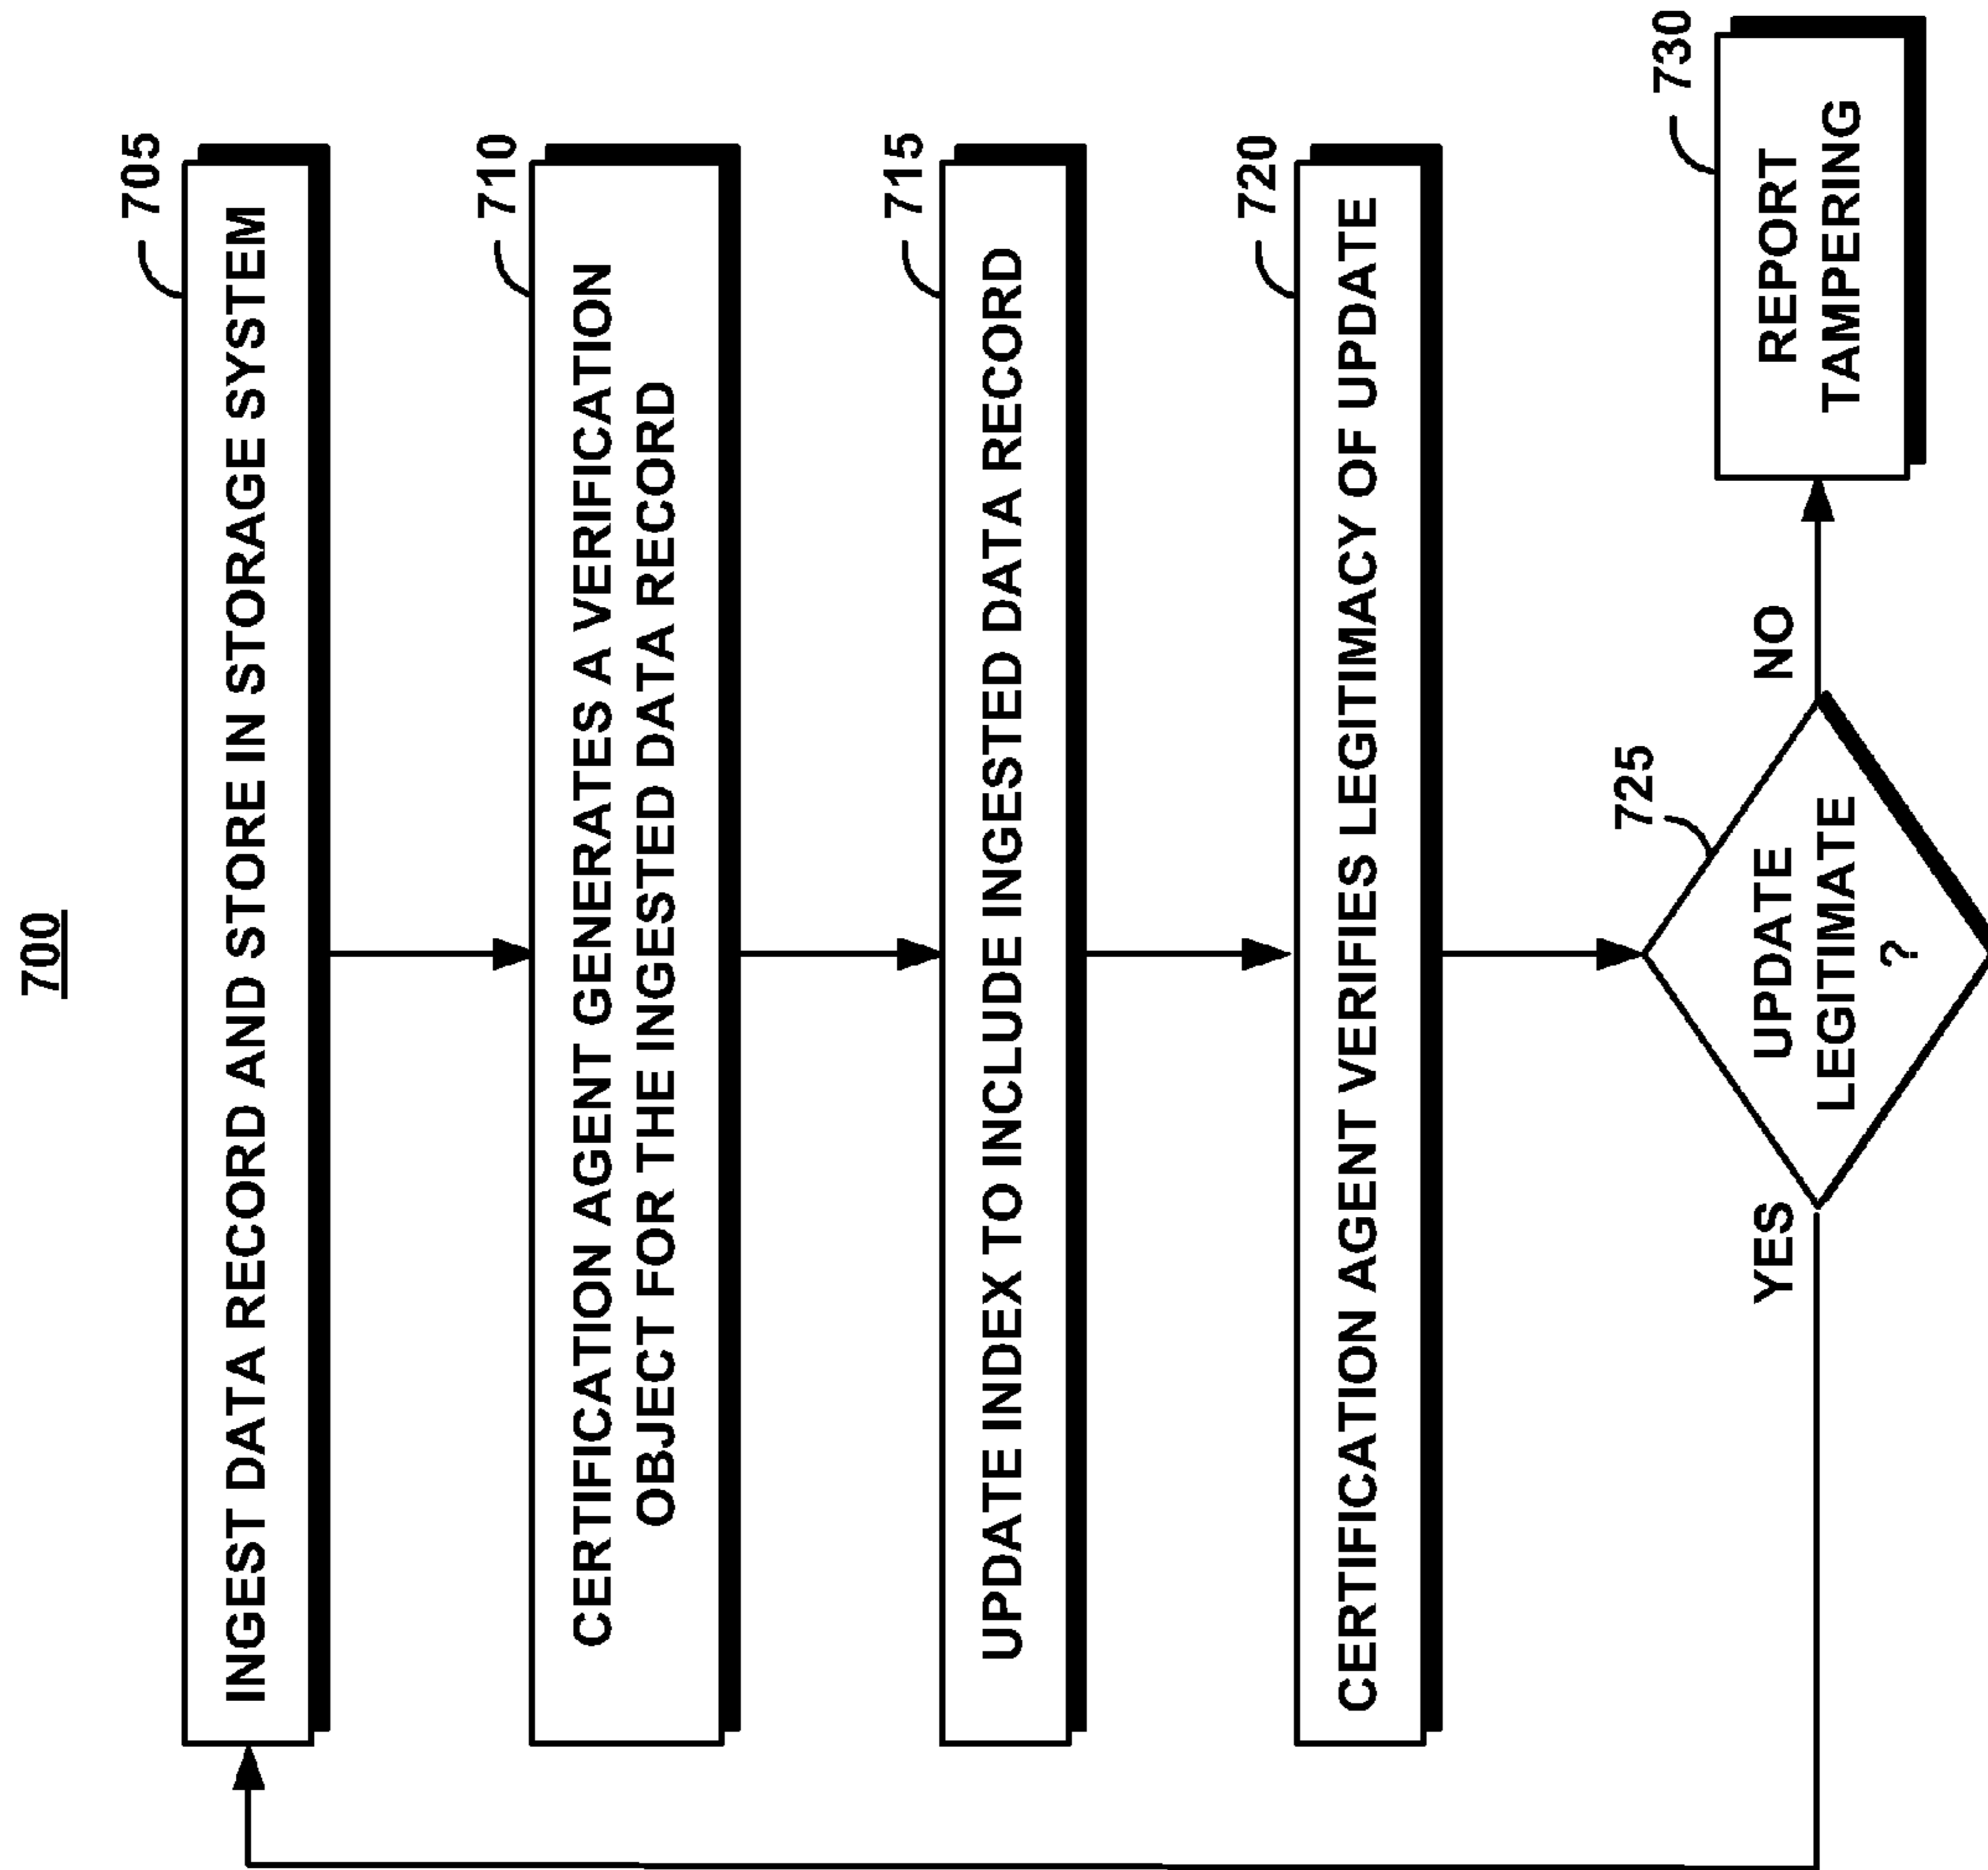 700
705
INGEST DATA RECORD AND STORE IN STORAGE SYSTEM
710
CERTIFICATION AGENT GENERATES A VERIFICATION
OBJECT FOR THE INGESTED DATA RECORD
715
UPDATE INDEX TO INCLUDE INGESTED DATA RECORD
720
CERTIFICATION AGENT VERIFIES LEGITIMACY OF UPDATE
725
UPDATE
LEGITIMATE
?
YES
NO
730
REPORT
TAMPERING